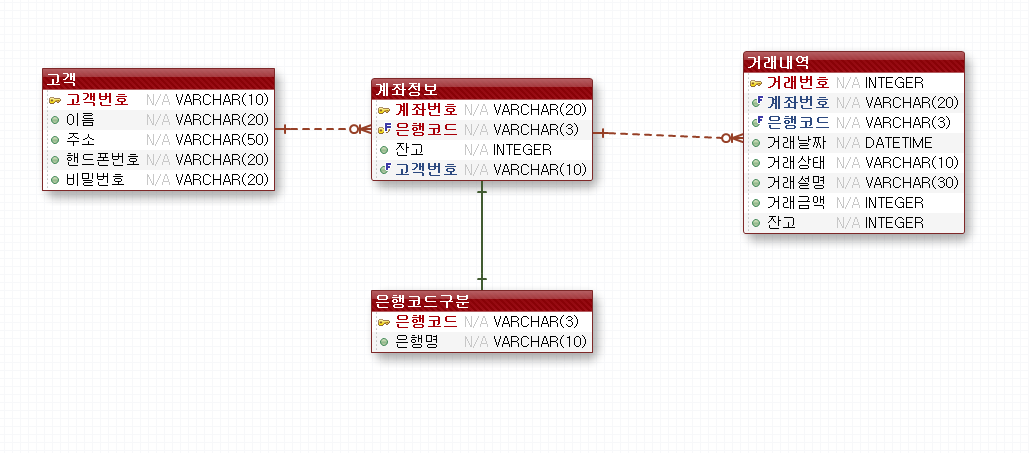 고객
고객번호 N/A VARCHAR(10)
이름 N/A VARCHAR(20)
주소 N/A VARCHAR(50)
핸드폰번호 N/A VARCHAR(20)
비밀번호 N/A VARCHAR(20)
계좌정보
계좌번호 N/A VARCHAR(20)
은행코드 N/A VARCHAR(3)
잔고 N/A INTEGER
고객번호 N/A VARCHAR(10)
거래내역
거래번호 N/A INTEGER
계좌번호 N/A VARCHAR(20)
은행코드 N/A VARCHAR(3)
거래날짜 N/A DATETIME
거래상태 N/A VARCHAR(10)
거래설명 N/A VARCHAR(30)
거래금액 N/A INTEGER
잔고 N/A INTEGER
은행코드구분
은행코드 N/A VARCHAR(3)
은행명 N/A VARCHAR(10)